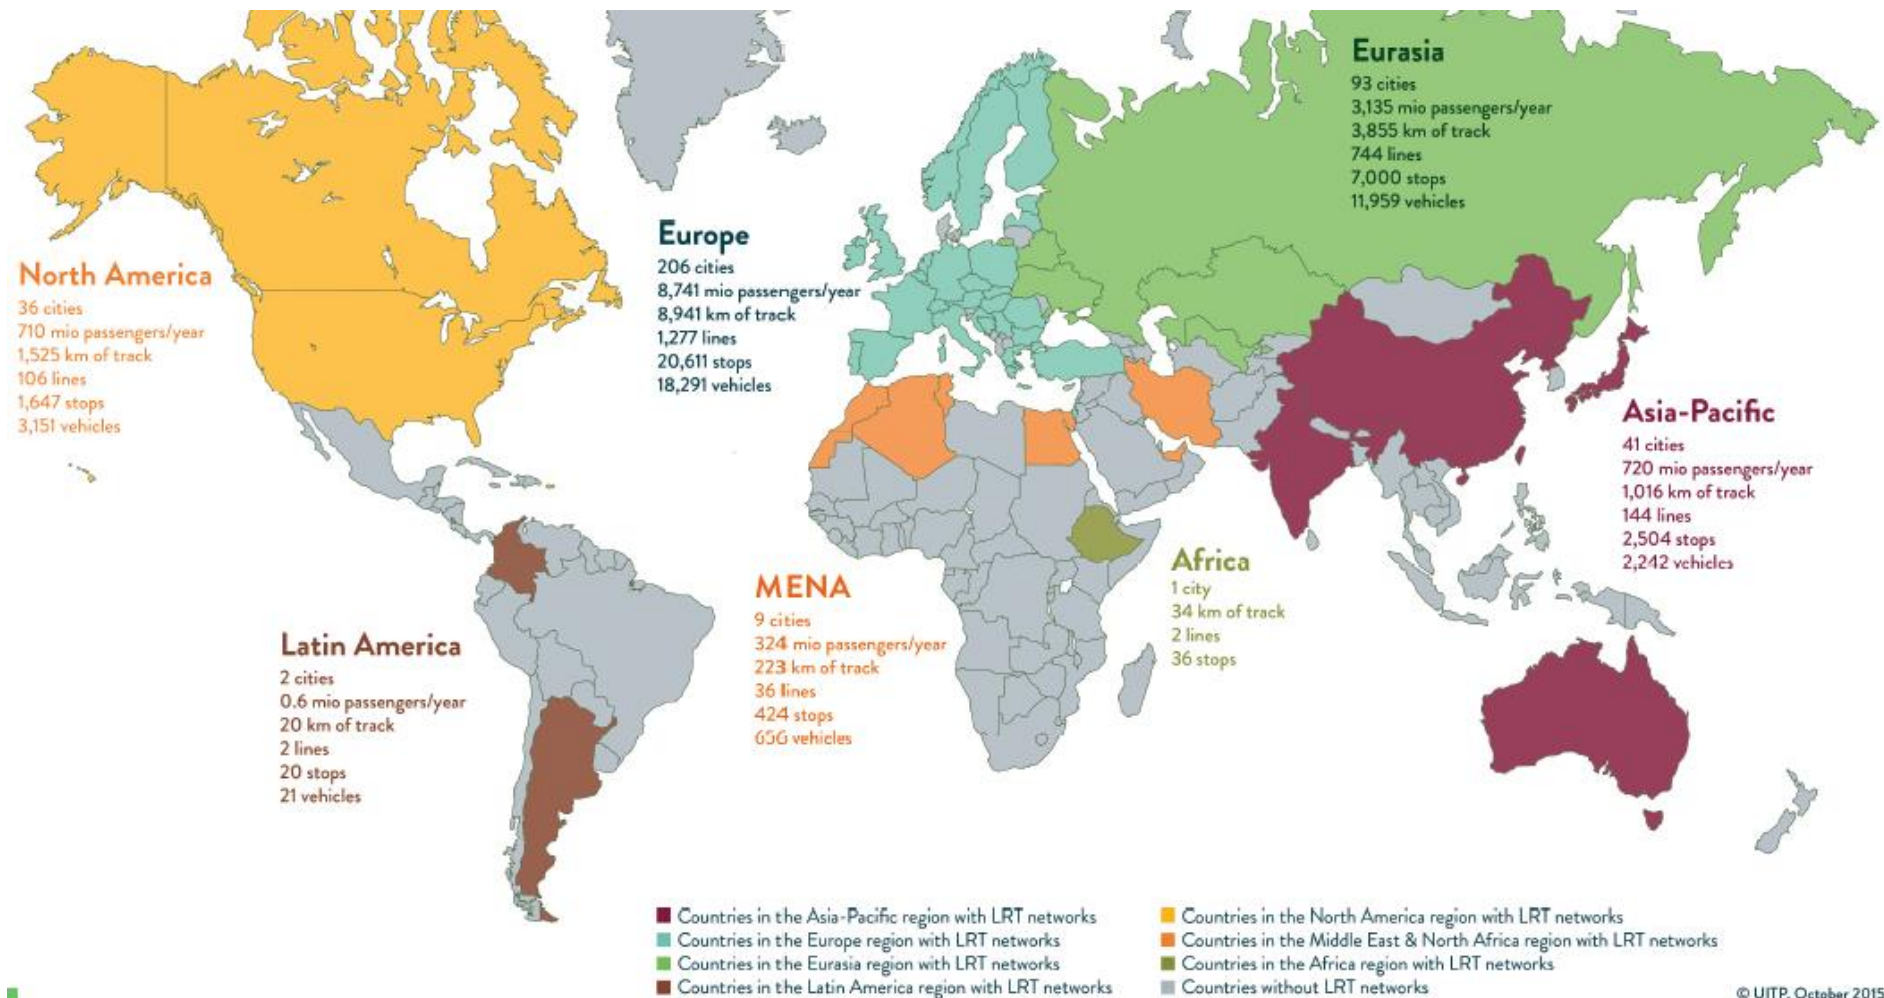 Eurasia
93 cities
3,135 mio passengers/year
3,855 km of track
744 lines
7,000 stops
11,959 vehicles
Europe
206 cities
8,741 mio passengers/year
8,941 km of track
1,277 lines
20,611 stops
18,291 vehicles
North America
36 cities
710 mio passengers/year
1,525 km of track
106 lines
1,647 stops
3,151 vehicles
Asia-Pacific
41 cities
720 mio passengers/year
1,016 km of track
144 lines
2,504 stops
2,242 vehicles
Africa
1 city
34 km of track
2 lines
36 stops
MENA
9 cities
324 mio passengers/year
223 km of track
36 lines
424 stops
656 vehicles
Latin America
2 cities
0.6 mio passengers/year
20 km of track
2 lines
20 stops
21 vehicles
Countries in the Asia-Pacific region with LRT networks
Countries in the Europe region with LRT networks
Countries in the Eurasia region with LRT networks
Countries in the Latin America region with LRT networks
Countries in the North America region with LRT networks
Countries in the Middle East & North Africa region with LRT networks
Countries in the Africa region with LRT networks
Countries without LRT networks
© UITP, October 2015